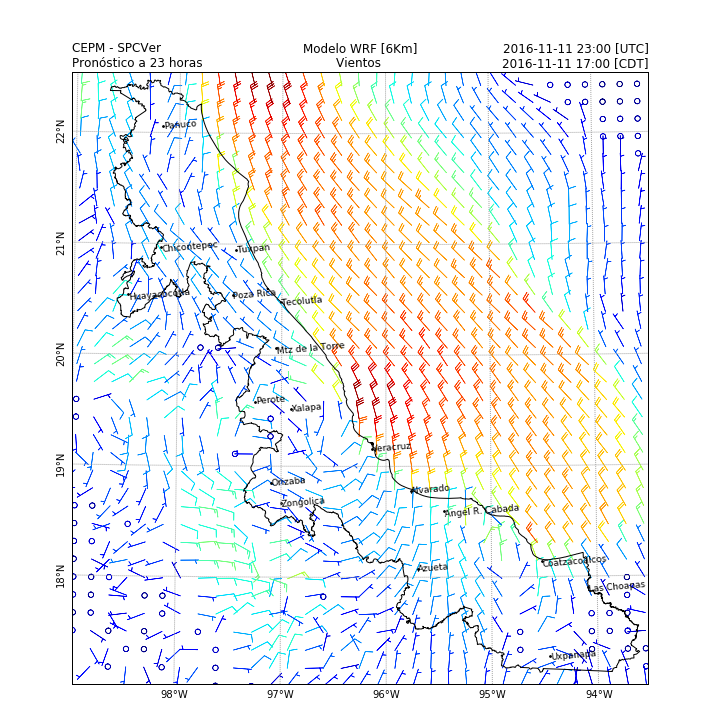 CEPM - SPCVer Modelo WRF [6Km] 2016-11-11 23:00 [UTC]
Pronóstico a 23 horas Vientos 2016-11-11 17:00 [CDT]
22°N
Panuco
21°N
Chicontepec
Tuxpan
Huayacocotla
Poza Rica
Tecolutla
20°N
Mtz de la Torre
Perote
Xalapa
Veracruz
19°N
Orizaba
Alvarado
Zongolica
Angel R. Cabada
Coatzacoalcos
18°N
Azueta
Las Choapas
Uxpanapa
98°W 97°W 96°W 95°W 94°W